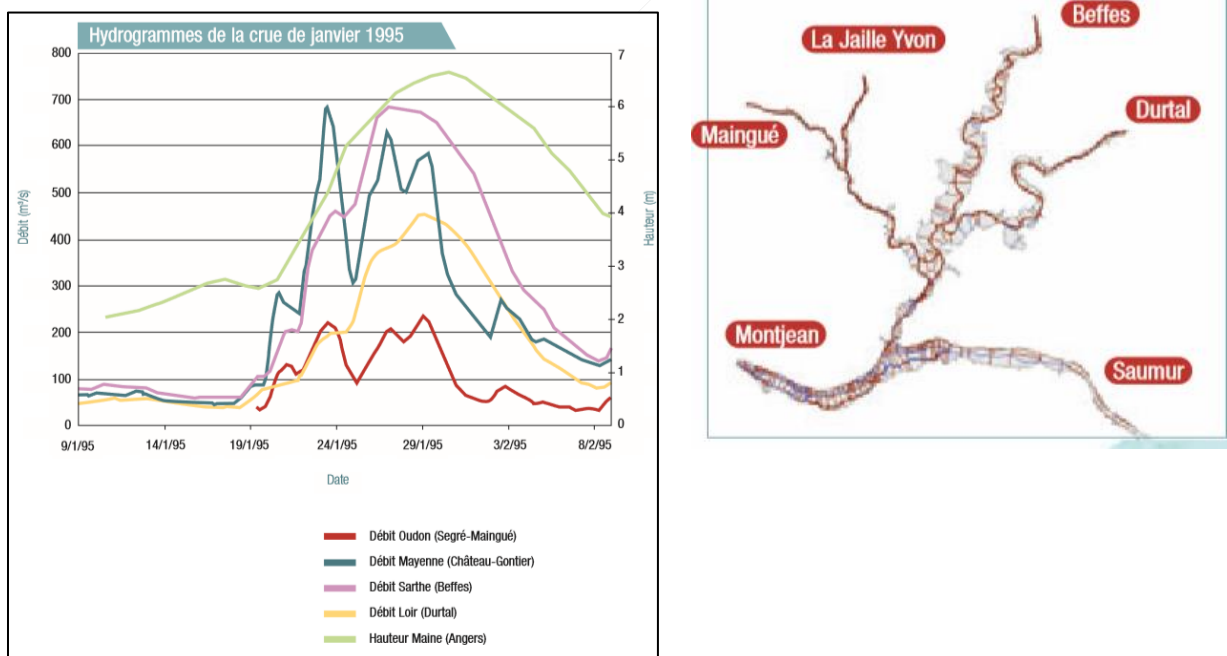 Hydrogrammes de la crue de janvier 1995
800
700
600
500
400
300
200
100
0
Débit (m³/s)
7
6
5
4
3
2
1
0
Hauteur (m)
9/1/95 14/1/95 19/1/95 24/1/95 29/1/95 3/2/95 8/2/95
Date
Débit Oudon (Segré-Maingué)
Débit Mayenne (Château-Gontier)
Débit Sarthe (Beffes)
Débit Loir (Durtal)
Hauteur Maine (Angers)
Beffes
La Jaille Yvon
Durtal
Maingué
Montjean
Saumur